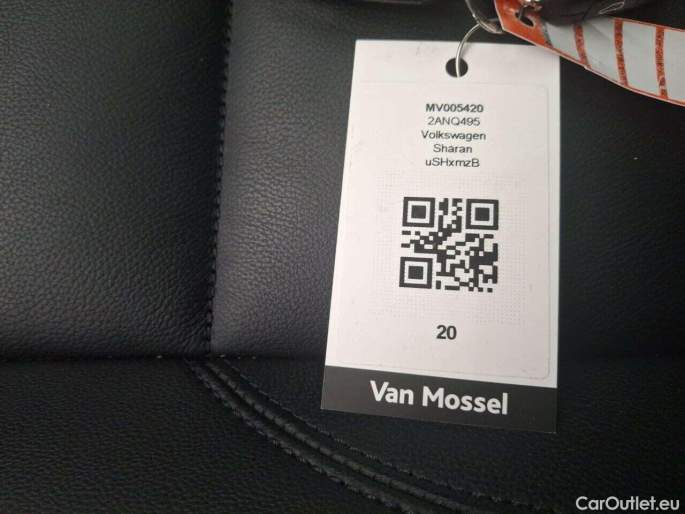 MV005420
2ANQ495
Volkswagen
Sharan
uSHxmzB
20
Van Mossel
CarOutlet.eu